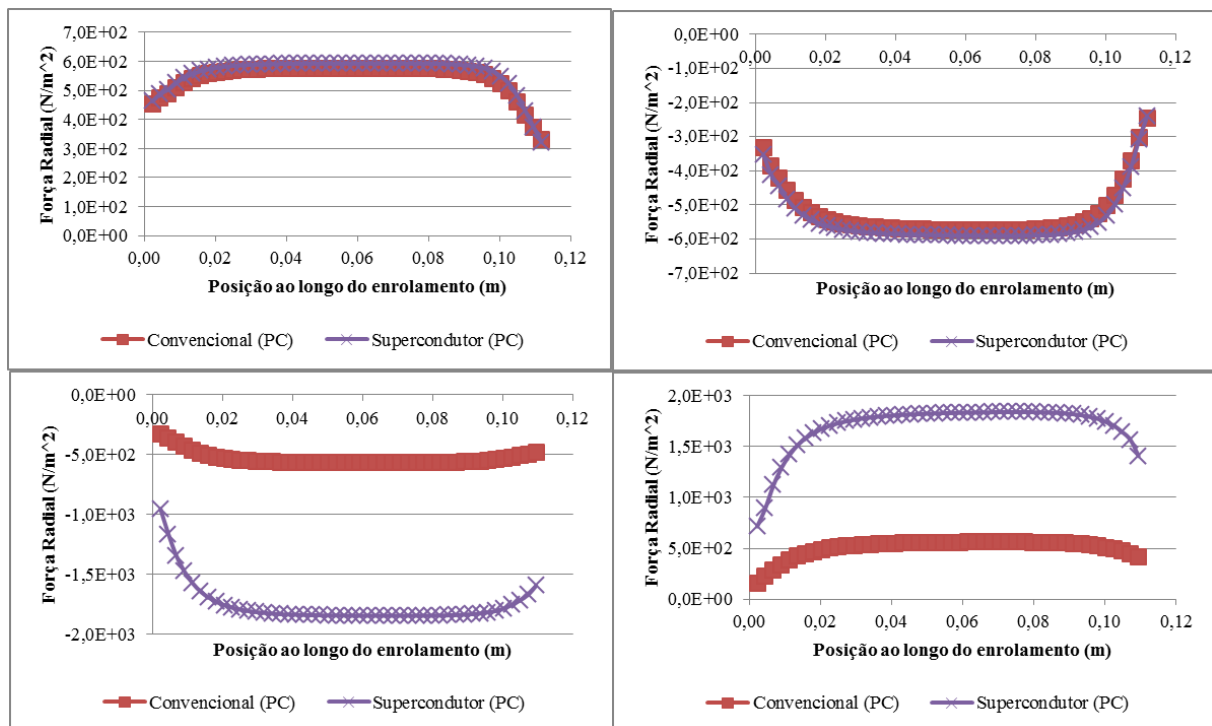 Força Radial (N/m^2)
7,0E+02
6,0E+02
5,0E+02
4,0E+02
3,0E+02
2,0E+02
1,0E+02
0,0E+00
0,00 0,02 0,04 0,06 0,08 0,10 0,12
Posição ao longo do enrolamento (m)
Convencional (PC) Supercondutor (PC)
Força Radial (N/m^2)
0,0E+00
-1,0E+02
-2,0E+02
-3,0E+02
-4,0E+02
-5,0E+02
-6,0E+02
-7,0E+02
0,00 0,02 0,04 0,06 0,08 0,10 0,12
Posição ao longo do enrolamento (m)
Convencional (PC) Supercondutor (PC)
Força Radial (N/m^2)
0,0E+00
-5,0E+02
-1,0E+03
-1,5E+03
-2,0E+03
0,00 0,02 0,04 0,06 0,08 0,10 0,12
Posição ao longo do enrolamento (m)
Convencional (PC) Supercondutor (PC)
Força Radial (N/m^2)
2,0E+03
1,5E+03
1,0E+03
5,0E+02
0,0E+00
0,00 0,02 0,04 0,06 0,08 0,10 0,12
Posição ao longo do enrolamento (m)
Convencional (PC) Supercondutor (PC)